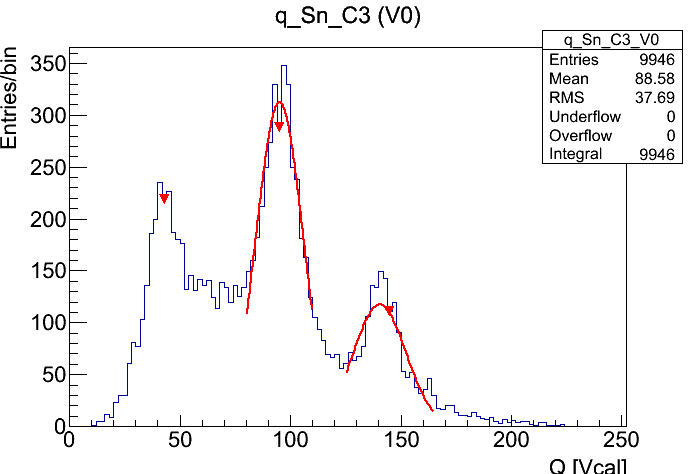 q_Sn_C3 (V0)
q_Sn_C3_V0
Entries 9946
Mean 88.58
RMS 37.69
Underflow 0
Overflow 0
Integral 9946
Entries/bin
350
300
250
200
150
100
50
0
0 50 100 150 200 250
Q [Vcal]